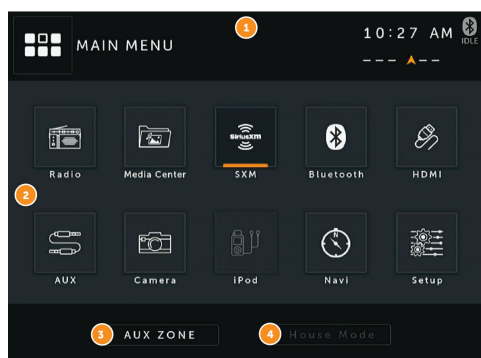 1
MAIN MENU
10:27 AM
IDLE
--- --
SiriusXM
Radio
Media Center
SXM
Bluetooth
HDMI
2
N
AUX
Camera
iPod
Navi
Setup
3 AUX ZONE
4 House Mode